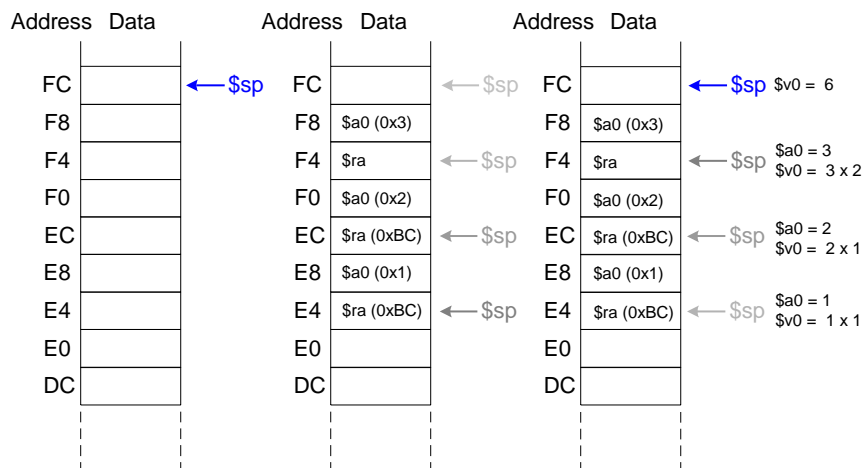 Address Data Address Data Address Data
FC $sp FC $sp FC $sp $v0 = 6
F8 F8 $a0 (0x3) F8 $a0 (0x3)
F4 F4 $ra $sp F4 $ra $sp $a0 = 3
$v0 = 3 x 2
F0 F0 $a0 (0x2) F0 $a0 (0x2)
EC EC $ra (0xBC) $sp EC $ra (0xBC) $sp $a0 = 2
$v0 = 2 x 1
E8 E8 $a0 (0x1) E8 $a0 (0x1)
E4 E4 $ra (0xBC) $sp E4 $ra (0xBC) $sp $a0 = 1
$v0 = 1 x 1
E0 E0 E0
DC DC DC